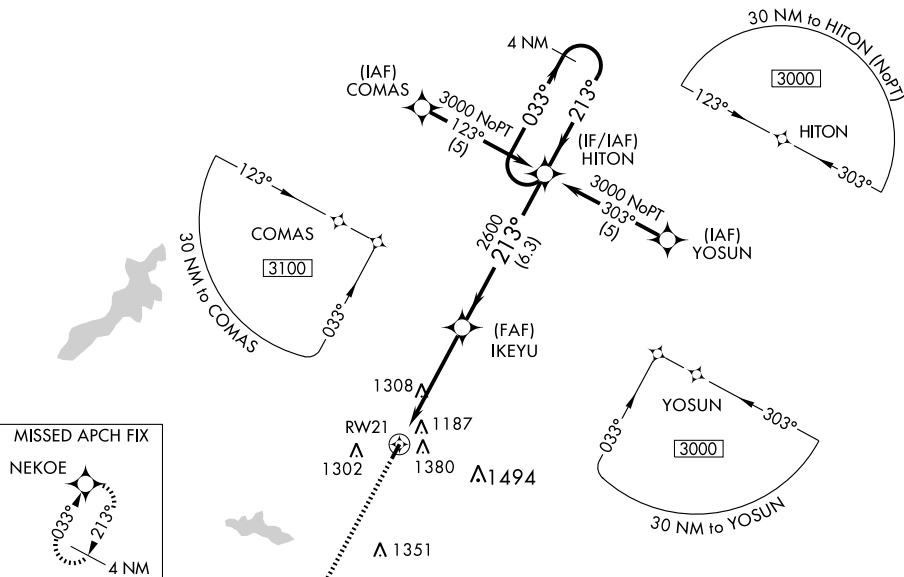 4 NM
(IAF)
COMAS
3000 NoPT
123°
(5)
033°
213°
(IF/IAF)
HITON
3000 NoPT
303°
(5)
(IAF)
YOSUN
30 NM to HITON (NoPT)
3000
123°
HITON
303°
123°
COMAS
3100
033°
30 NM to COMAS
2600
213°
(6.3)
(FAF)
IKEYU
1308
RW21
1187
1302
1380
1494
1351
YOSUN
303°
033°
3000
30 NM to YOSUN
MISSED APCH FIX
NEKOE
033°
213°
4 NM